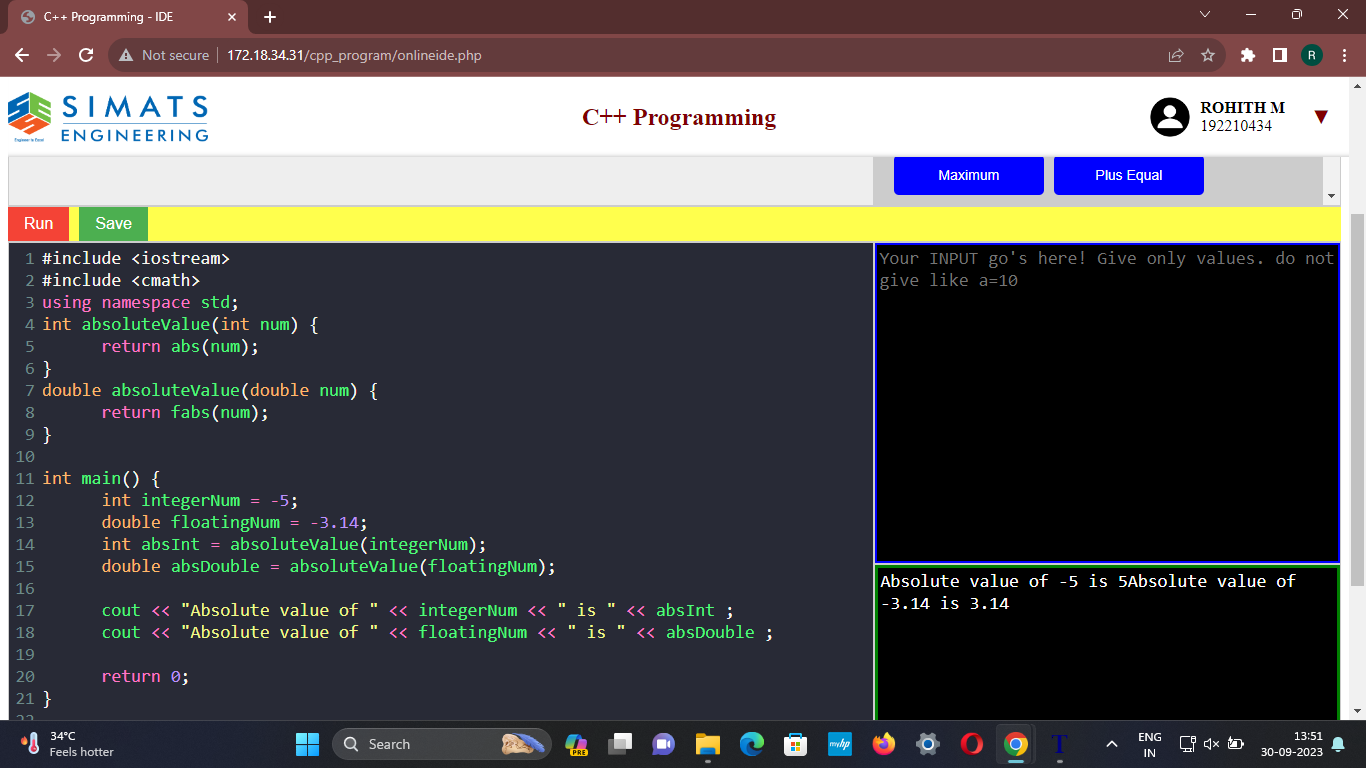 C++ Programming - IDE
Not secure
172.18.34.31/cpp_program/onlineide.php
R
SIMATS
ENGINEERING
Engineer to Excel
C++ Programming
ROHITH M
192210434
Maximum
Plus Equal
Run
Save
1 #include <iostream>
2 #include <cmath>
3 using namespace std;
4 int absoluteValue(int num) {
5 return abs(num);
6 }
7 double absoluteValue(double num) {
8 return fabs(num);
9 }
10
11 int main() {
12 int integerNum = -5;
13 double floatingNum = -3.14;
14 int absInt = absoluteValue(integerNum);
15 double absDouble = absoluteValue(floatingNum);
16
17 cout << "Absolute value of " << integerNum << " is " << absInt ;
18 cout << "Absolute value of " << floatingNum << " is " << absDouble ;
19
20 return 0;
21 }
22
Your INPUT go's here! Give only values. do not
give like a=10
Absolute value of -5 is 5Absolute value of
-3.14 is 3.14
34°C
Feels hotter
Search
PRE
myhp
T
ENG
IN
13:51
30-09-2023